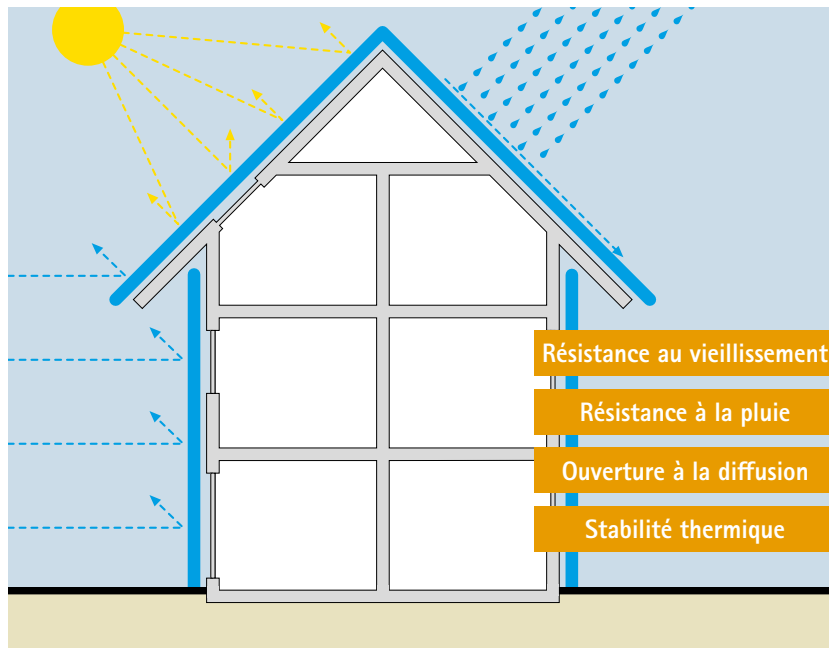 Résistance au vieillissement
Résistance à la pluie
Ouverture à la diffusion
Stabilité thermique